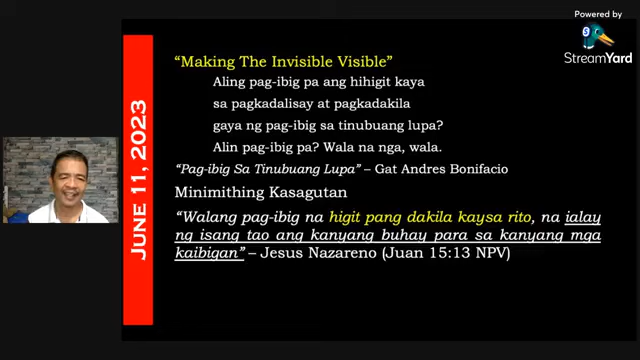 Powered by
StreamYard
JUNE 11, 2023
“Making The Invisible Visible”
Aling pag-ibig pa ang hihigit kaya
sa pagkadalisay at pagkadakila
gaya ng pag-ibig sa tinubuang lupa?
Alin pag-ibig pa? Wala na nga, wala.
“Pag-ibig Sa Tinubuang Lupa” – Gat Andres Bonifacio
Minimithing Kasagutan
“Walang pag-ibig na higit pang dakila kaysa rito, na ialay
ng isang tao ang kanyang buhay para sa kanyang mga
kaibigan” – Jesus Nazareno (Juan 15:13 NPV)